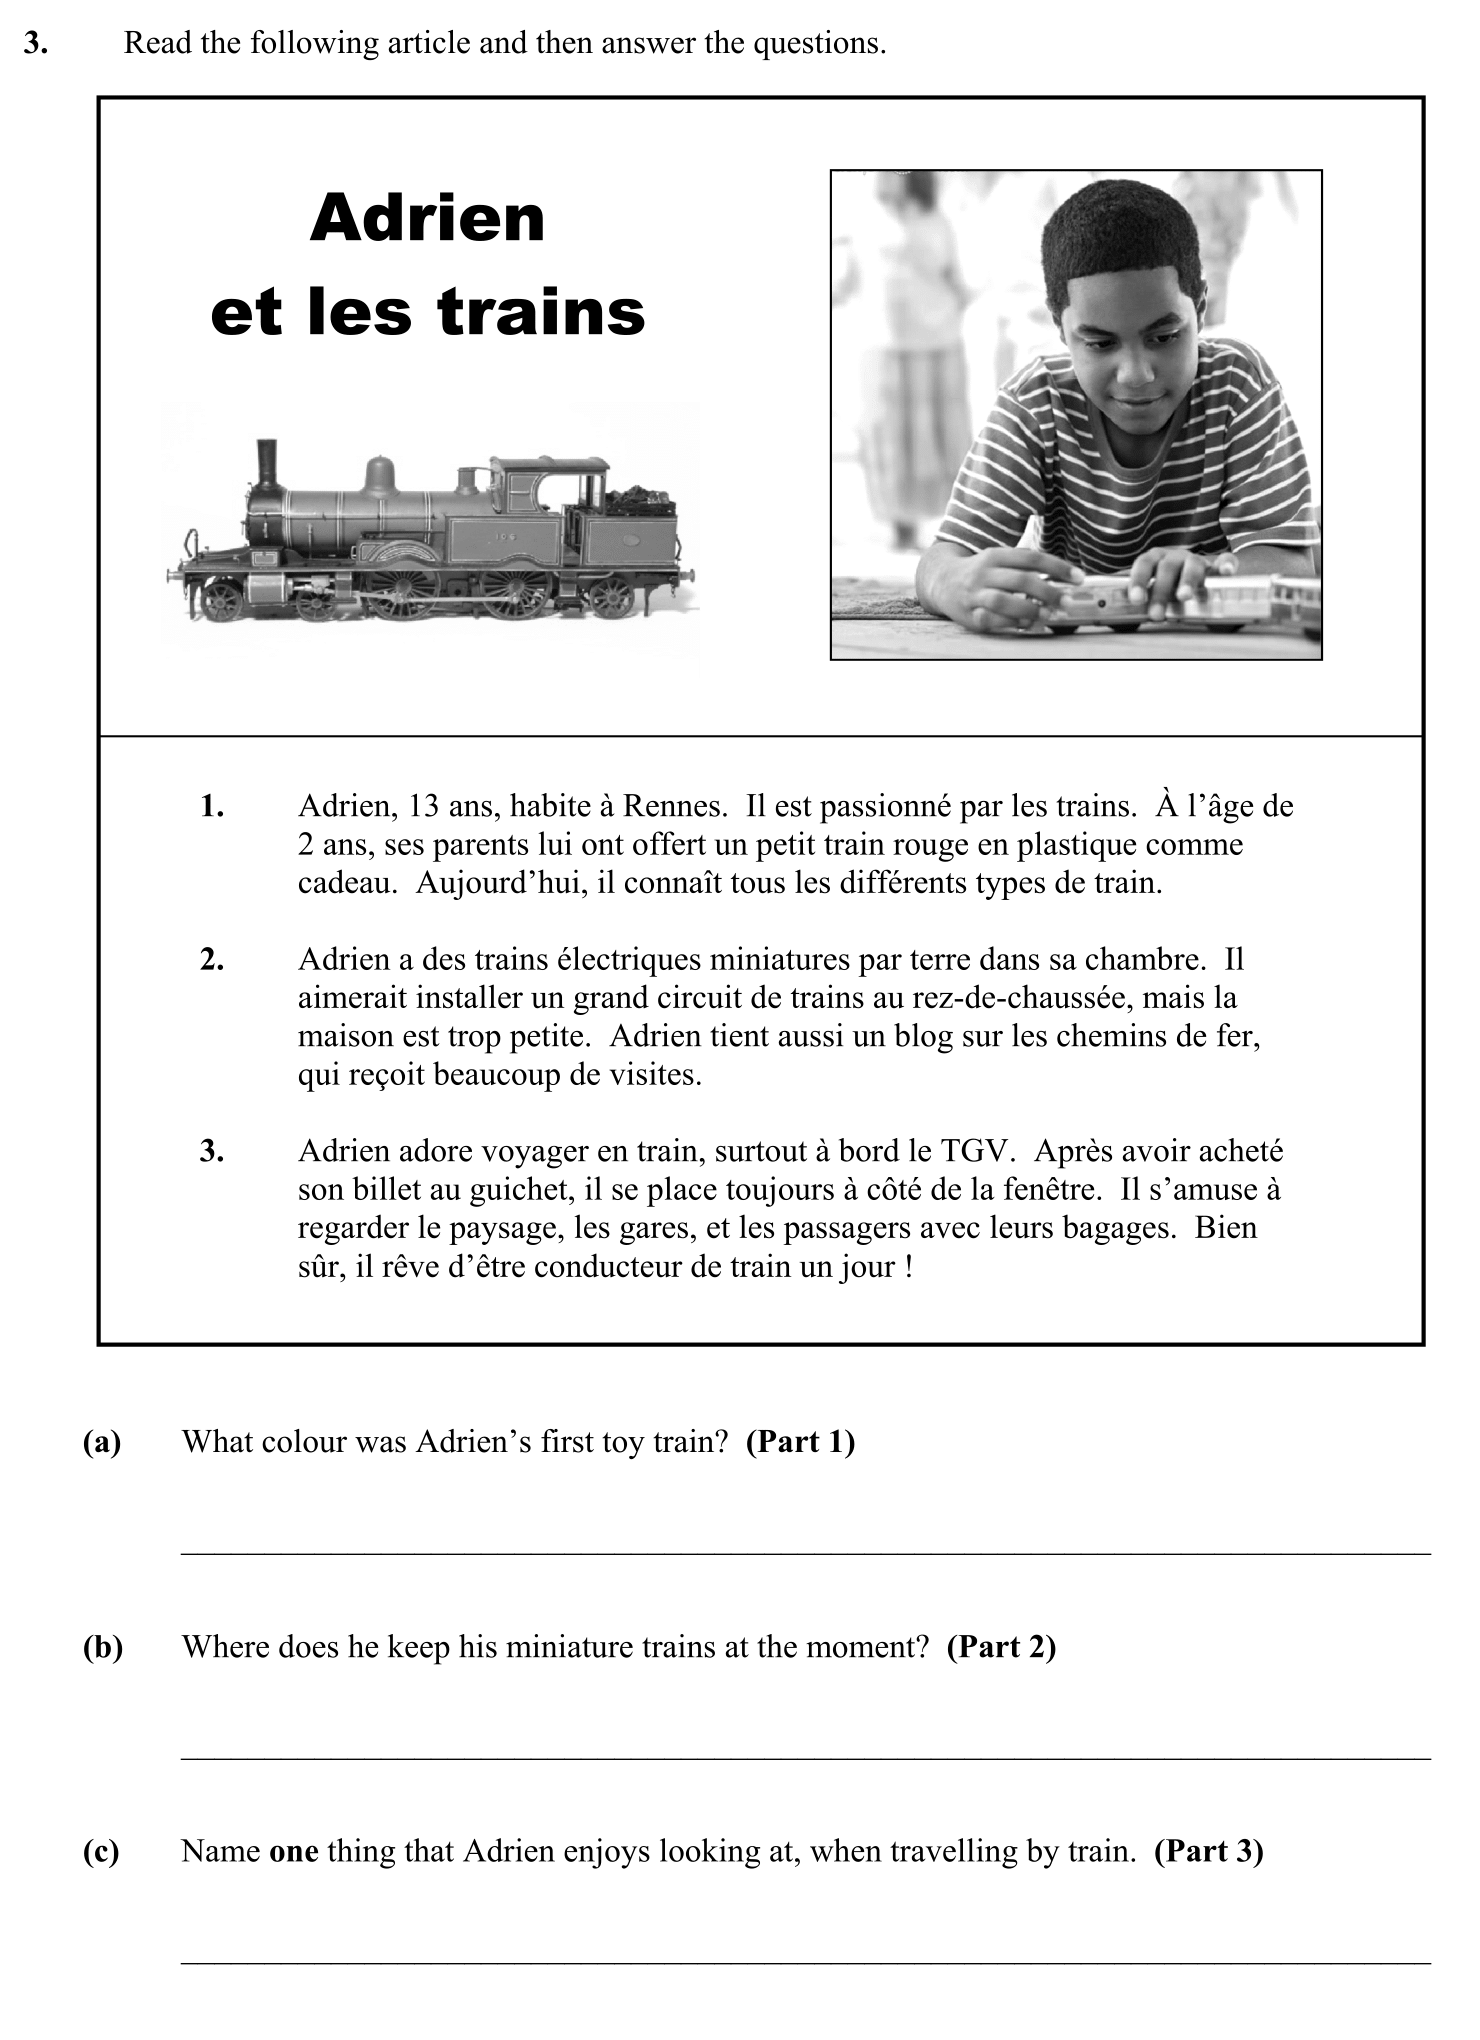 3. Read the following article and then answer the questions.
Adrien
et les trains
1. Adrien, 13 ans, habite à Rennes. Il est passionné par les trains. À l’âge de
2 ans, ses parents lui ont offert un petit train rouge en plastique comme
cadeau. Aujourd’hui, il connaît tous les différents types de train.
2. Adrien a des trains électriques miniatures par terre dans sa chambre. Il
aimerait installer un grand circuit de trains au rez-de-chaussée, mais la
maison est trop petite. Adrien tient aussi un blog sur les chemins de fer,
qui reçoit beaucoup de visites.
3. Adrien adore voyager en train, surtout à bord le TGV. Après avoir acheté
son billet au guichet, il se place toujours à côté de la fenêtre. Il s’amuse à
regarder le paysage, les gares, et les passagers avec leurs bagages. Bien
sûr, il rêve d’être conducteur de train un jour !
(a) What colour was Adrien’s first toy train? (Part 1)
(b) Where does he keep his miniature trains at the moment? (Part 2)
(c) Name one thing that Adrien enjoys looking at, when travelling by train. (Part 3)